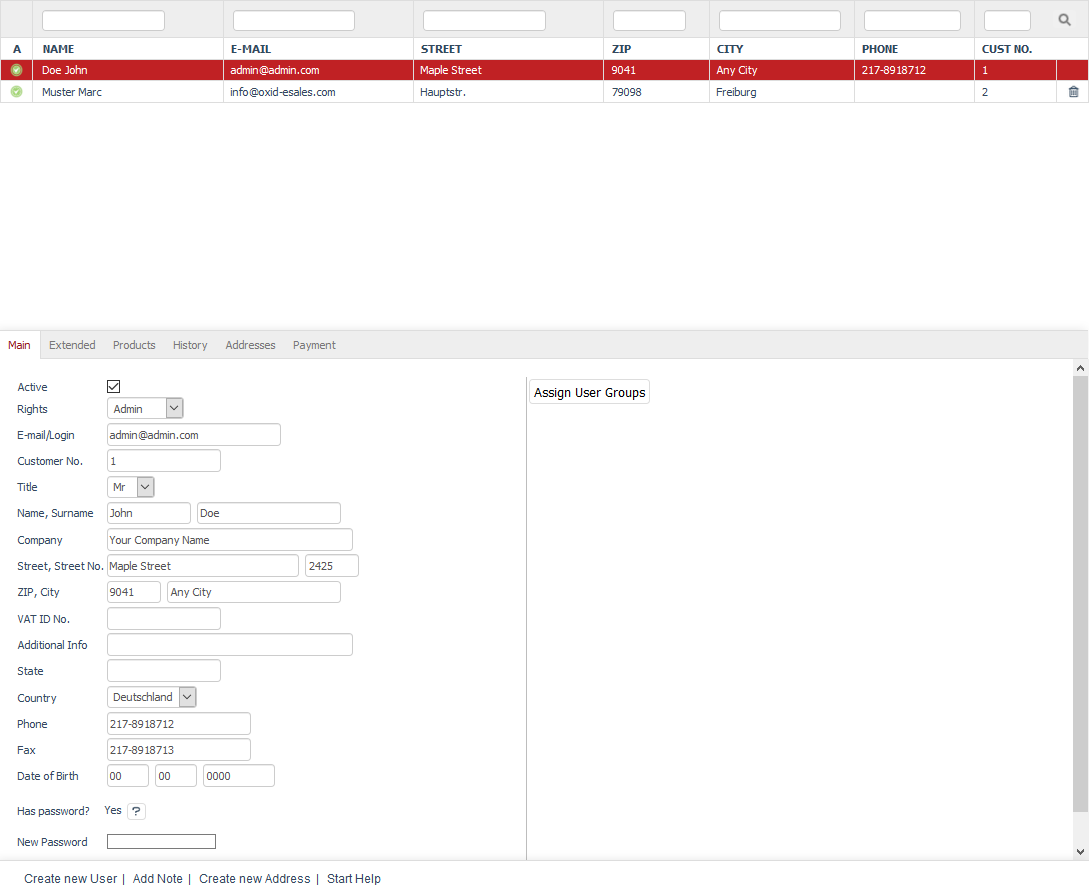 A NAME E-MAIL STREET ZIP CITY PHONE CUST NO.
Doe John admin@admin.com Maple Street 9041 Any City 217-8918712 1
Muster Marc info@oxid-esales.com Hauptstr. 79098 Freiburg 2
Main Extended Products History Addresses Payment
Active
Assign User Groups
Rights Admin
E-mail/Login admin@admin.com
Customer No. 1
Title Mr
Name, Surname John Doe
Company Your Company Name
Street, Street No. Maple Street 2425
ZIP, City 9041 Any City
VAT ID No.
Additional Info
State
Country Deutschland
Phone 217-8918712
Fax 217-8918713
Date of Birth 00 00 0000
Has password? Yes ?
New Password
Create new User | Add Note | Create new Address | Start Help